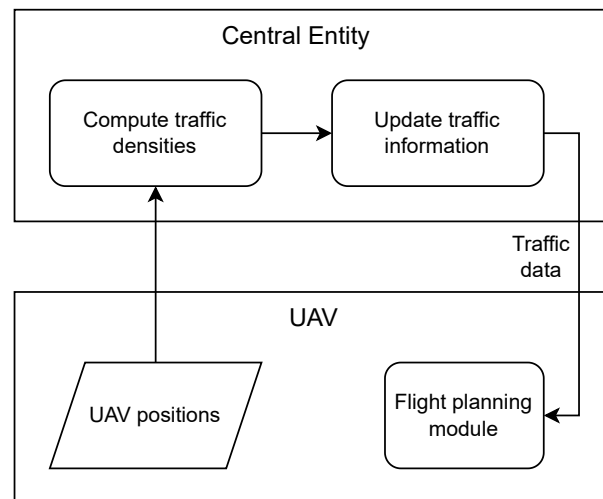 Central Entity
Compute traffic
densities
Update traffic
information
Traffic
data
UAV
UAV positions
Flight planning
module